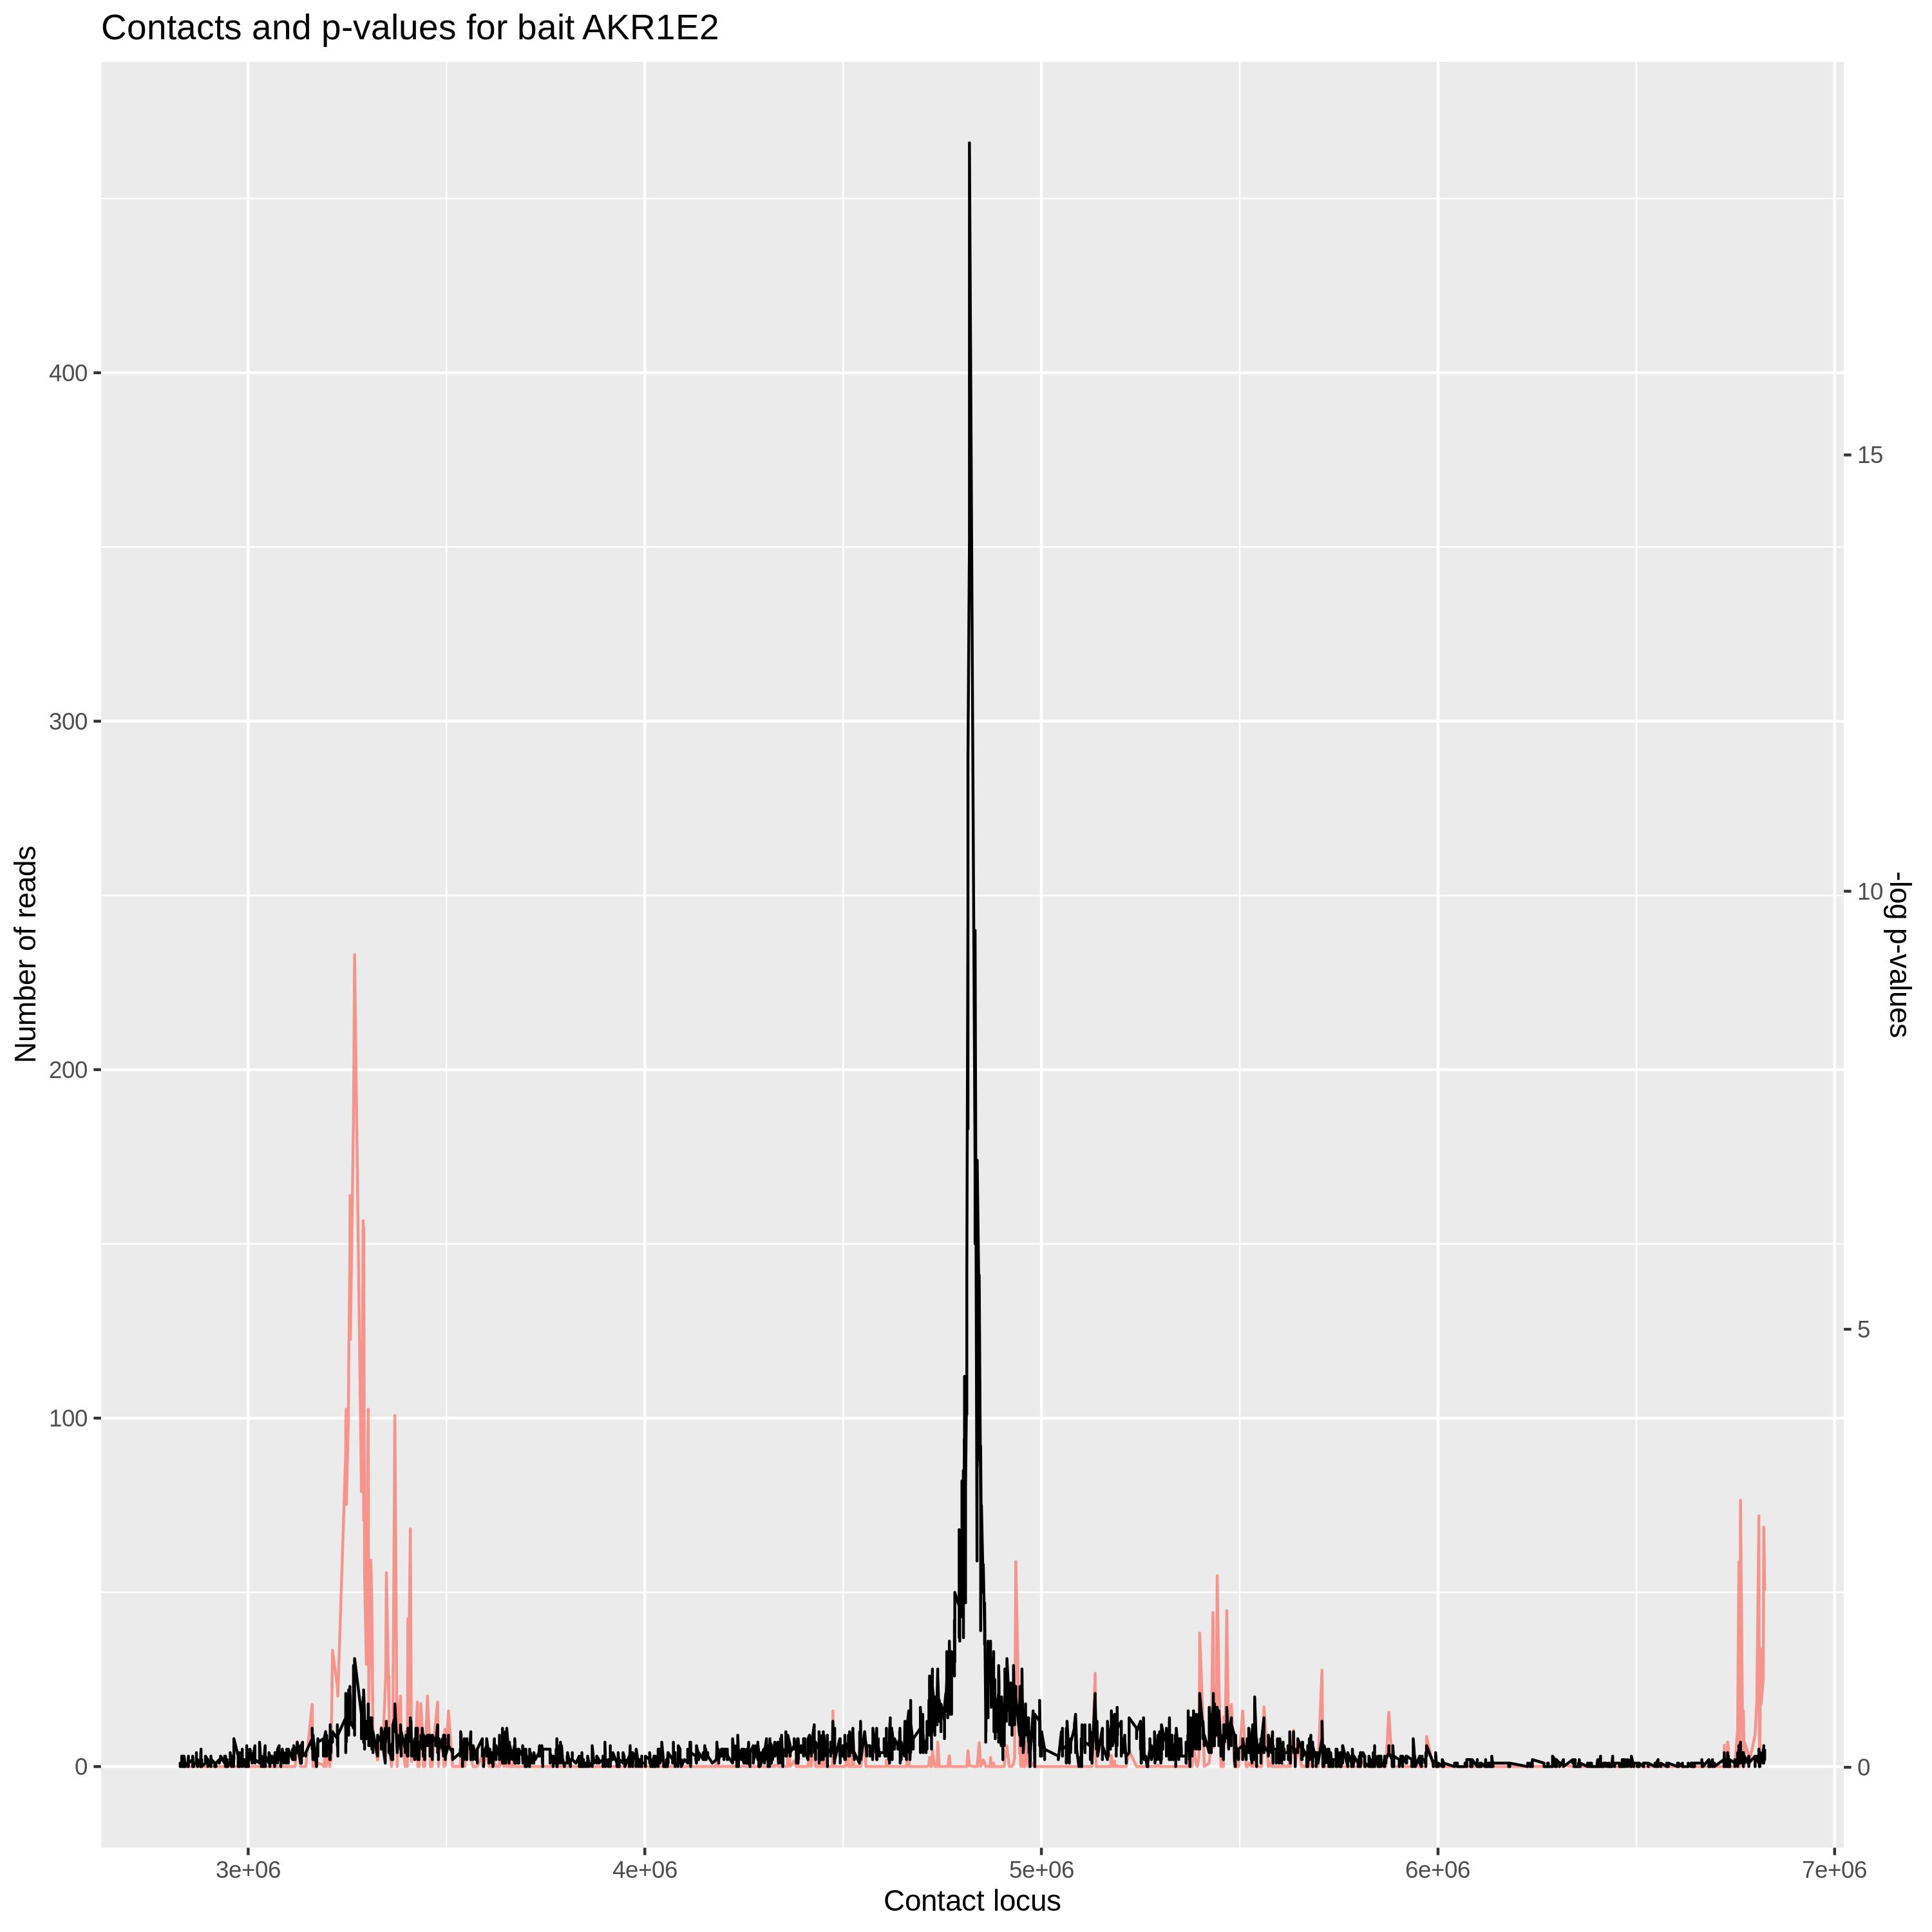 Contacts and p-values for bait AKR1E2
Number of reads
400
300
200
100
0
15
10
5
0
-log p-values
3e+06 4e+06 5e+06 6e+06 7e+06
Contact locus